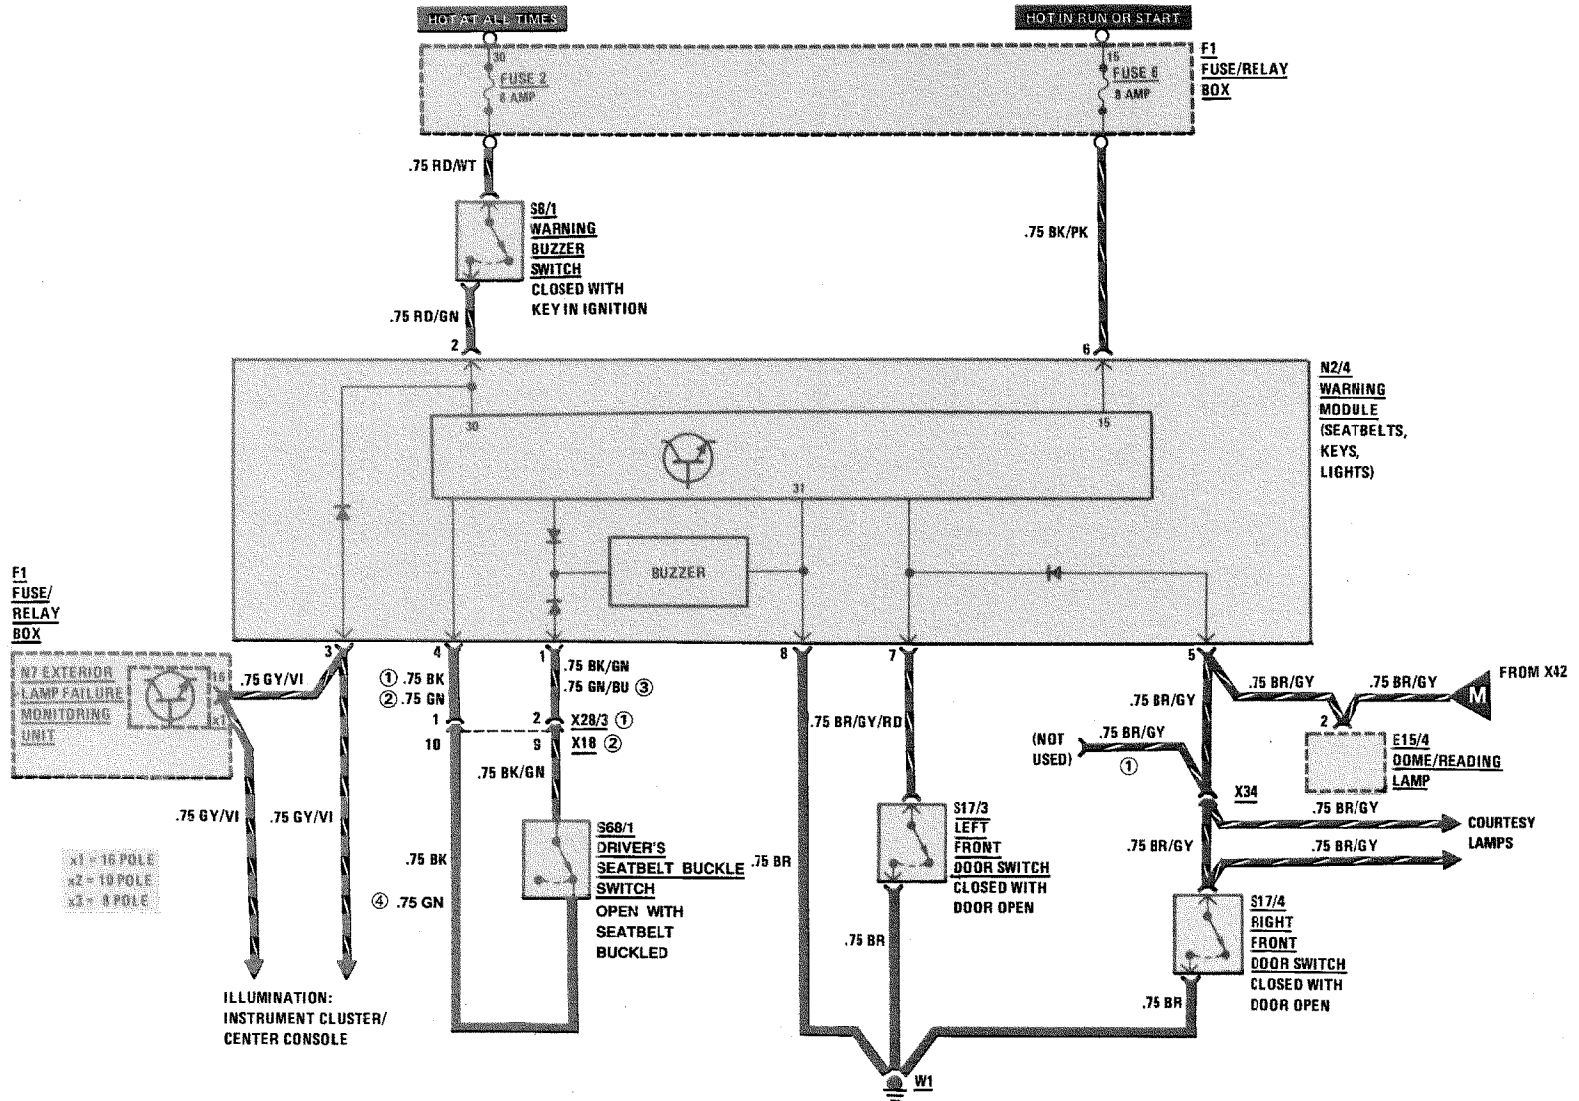 HOT AT ALL TIMES
HOT IN RUN OR START
30
FUSE 2
8 AMP
15
FUSE 6
8 AMP
F1
FUSE/RELAY
BOX
.75 RD/WT
S8/1
WARNING
BUZZER
SWITCH
CLOSED WITH
KEY IN IGNITION
.75 BK/PK
.75 RD/GN
2
6
N2/4
WARNING
MODULE
(SEATBELTS,
KEYS,
LIGHTS)
30
15
31
BUZZER
F1
FUSE/
RELAY
BOX
N7 EXTERIOR
LAMP FAILURE
MONITORING
UNIT
x1
3
4
1
8
7
5
.75 GY/VI
① .75 BK
② .75 GN
.75 BK/GN
.75 GN/BU ③
1
2
X28/3 ①
10
9
X18 ②
.75 BK/GN
.75 BR/GY/RD
.75 BR/GY
.75 BR/GY
.75 BR/GY
M
FROM X42
2
E15/4
DOME/READING
LAMP
(NOT
USED)
.75 BR/GY
①
X34
.75 BR/GY
COURTESY
LAMPS
.75 BR/GY
.75 BR/GY
.75 GY/VI
.75 GY/VI
x1 = 16 POLE
x2 = 10 POLE
x3 = 8 POLE
.75 BK
④ .75 GN
S68/1
DRIVER'S
SEATBELT BUCKLE
SWITCH
OPEN WITH
SEATBELT
BUCKLED
.75 BR
S17/3
LEFT
FRONT
DOOR SWITCH
CLOSED WITH
DOOR OPEN
.75 BR
S17/4
RIGHT
FRONT
DOOR SWITCH
CLOSED WITH
DOOR OPEN
.75 BR
ILLUMINATION:
INSTRUMENT CLUSTER/
CENTER CONSOLE
W1